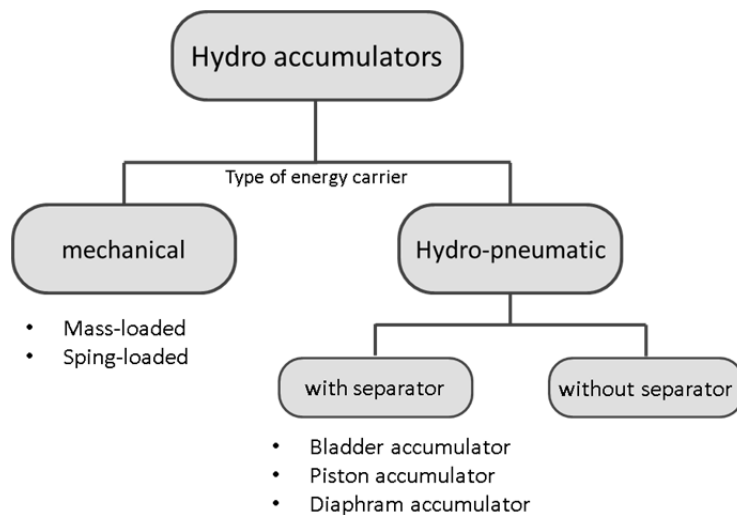 Hydro accumulators
Type of energy carrier
mechanical
Hydro-pneumatic
• Mass-loaded
• Sping-loaded
with separator
without separator
• Bladder accumulator
• Piston accumulator
• Diaphram accumulator